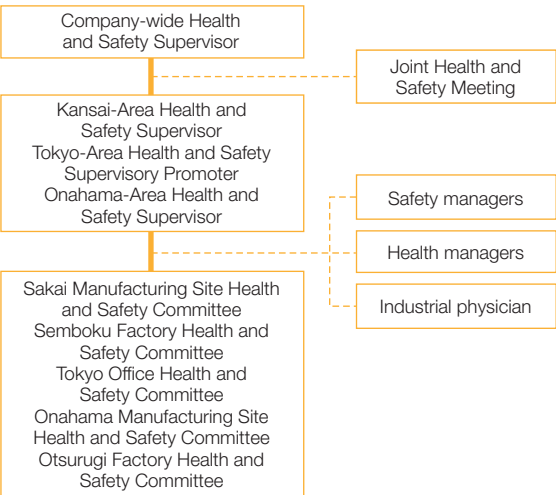 Company-wide Health
and Safety Supervisor
Joint Health and
Safety Meeting
Kansai-Area Health and
Safety Supervisor
Tokyo-Area Health and Safety
Supervisory Promoter
Onahama-Area Health and
Safety Supervisor
Safety managers
Health managers
Industrial physician
Sakai Manufacturing Site Health
and Safety Committee
Semboku Factory Health and
Safety Committee
Tokyo Office Health and
Safety Committee
Onahama Manufacturing Site
Health and Safety Committee
Otsurugi Factory Health and
Safety Committee